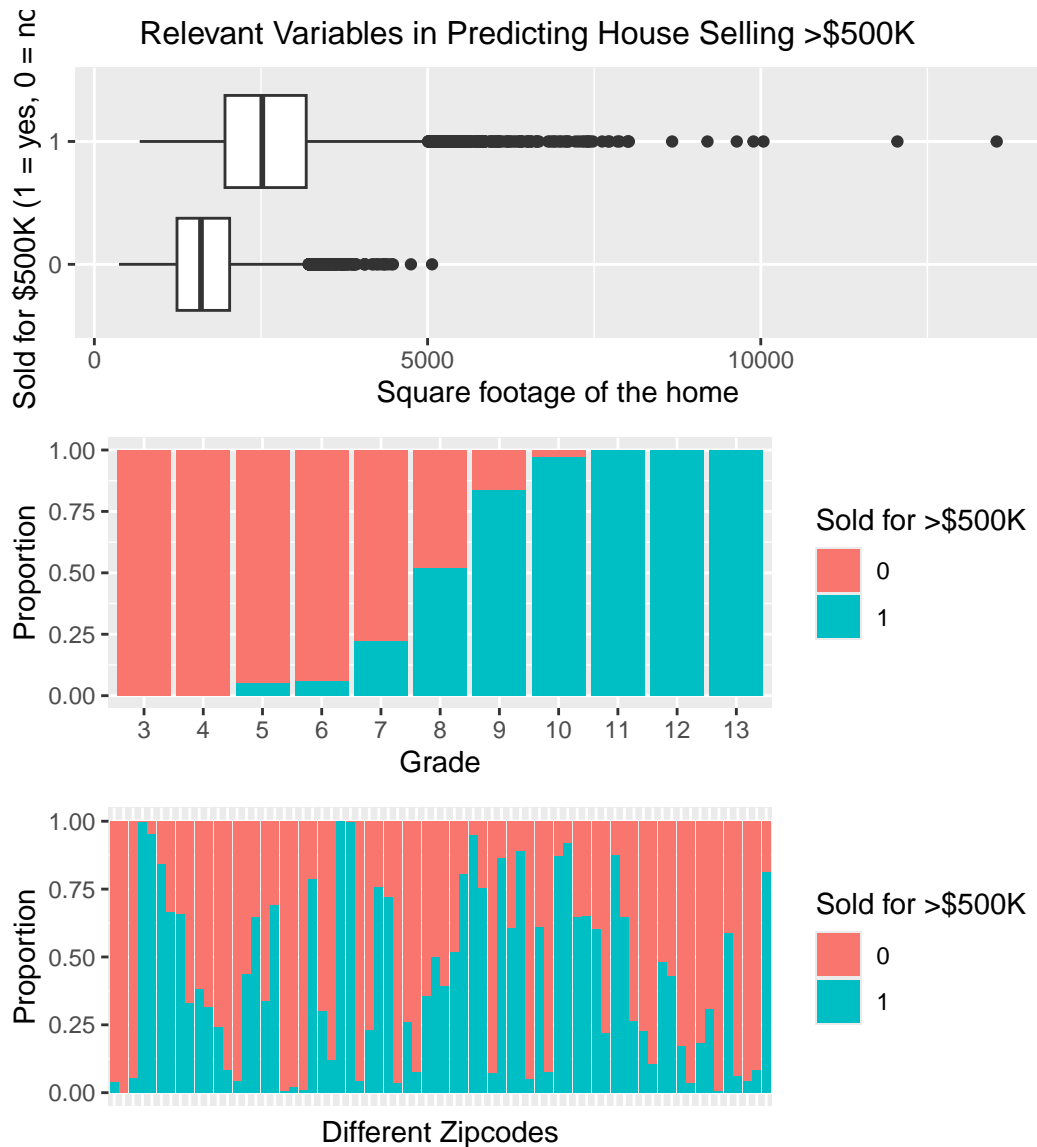 Relevant Variables in Predicting House Selling >$500K
Sold for $500K (1 = yes, 0 = no
1
0
0 5000 10000
Square footage of the home
Proportion
1.00
0.75
0.50
0.25
0.00
3 4 5 6 7 8 9 10 11 12 13
Grade
Sold for >$500K
0
1
Proportion
1.00
0.75
0.50
0.25
0.00
Different Zipcodes
Sold for >$500K
0
1